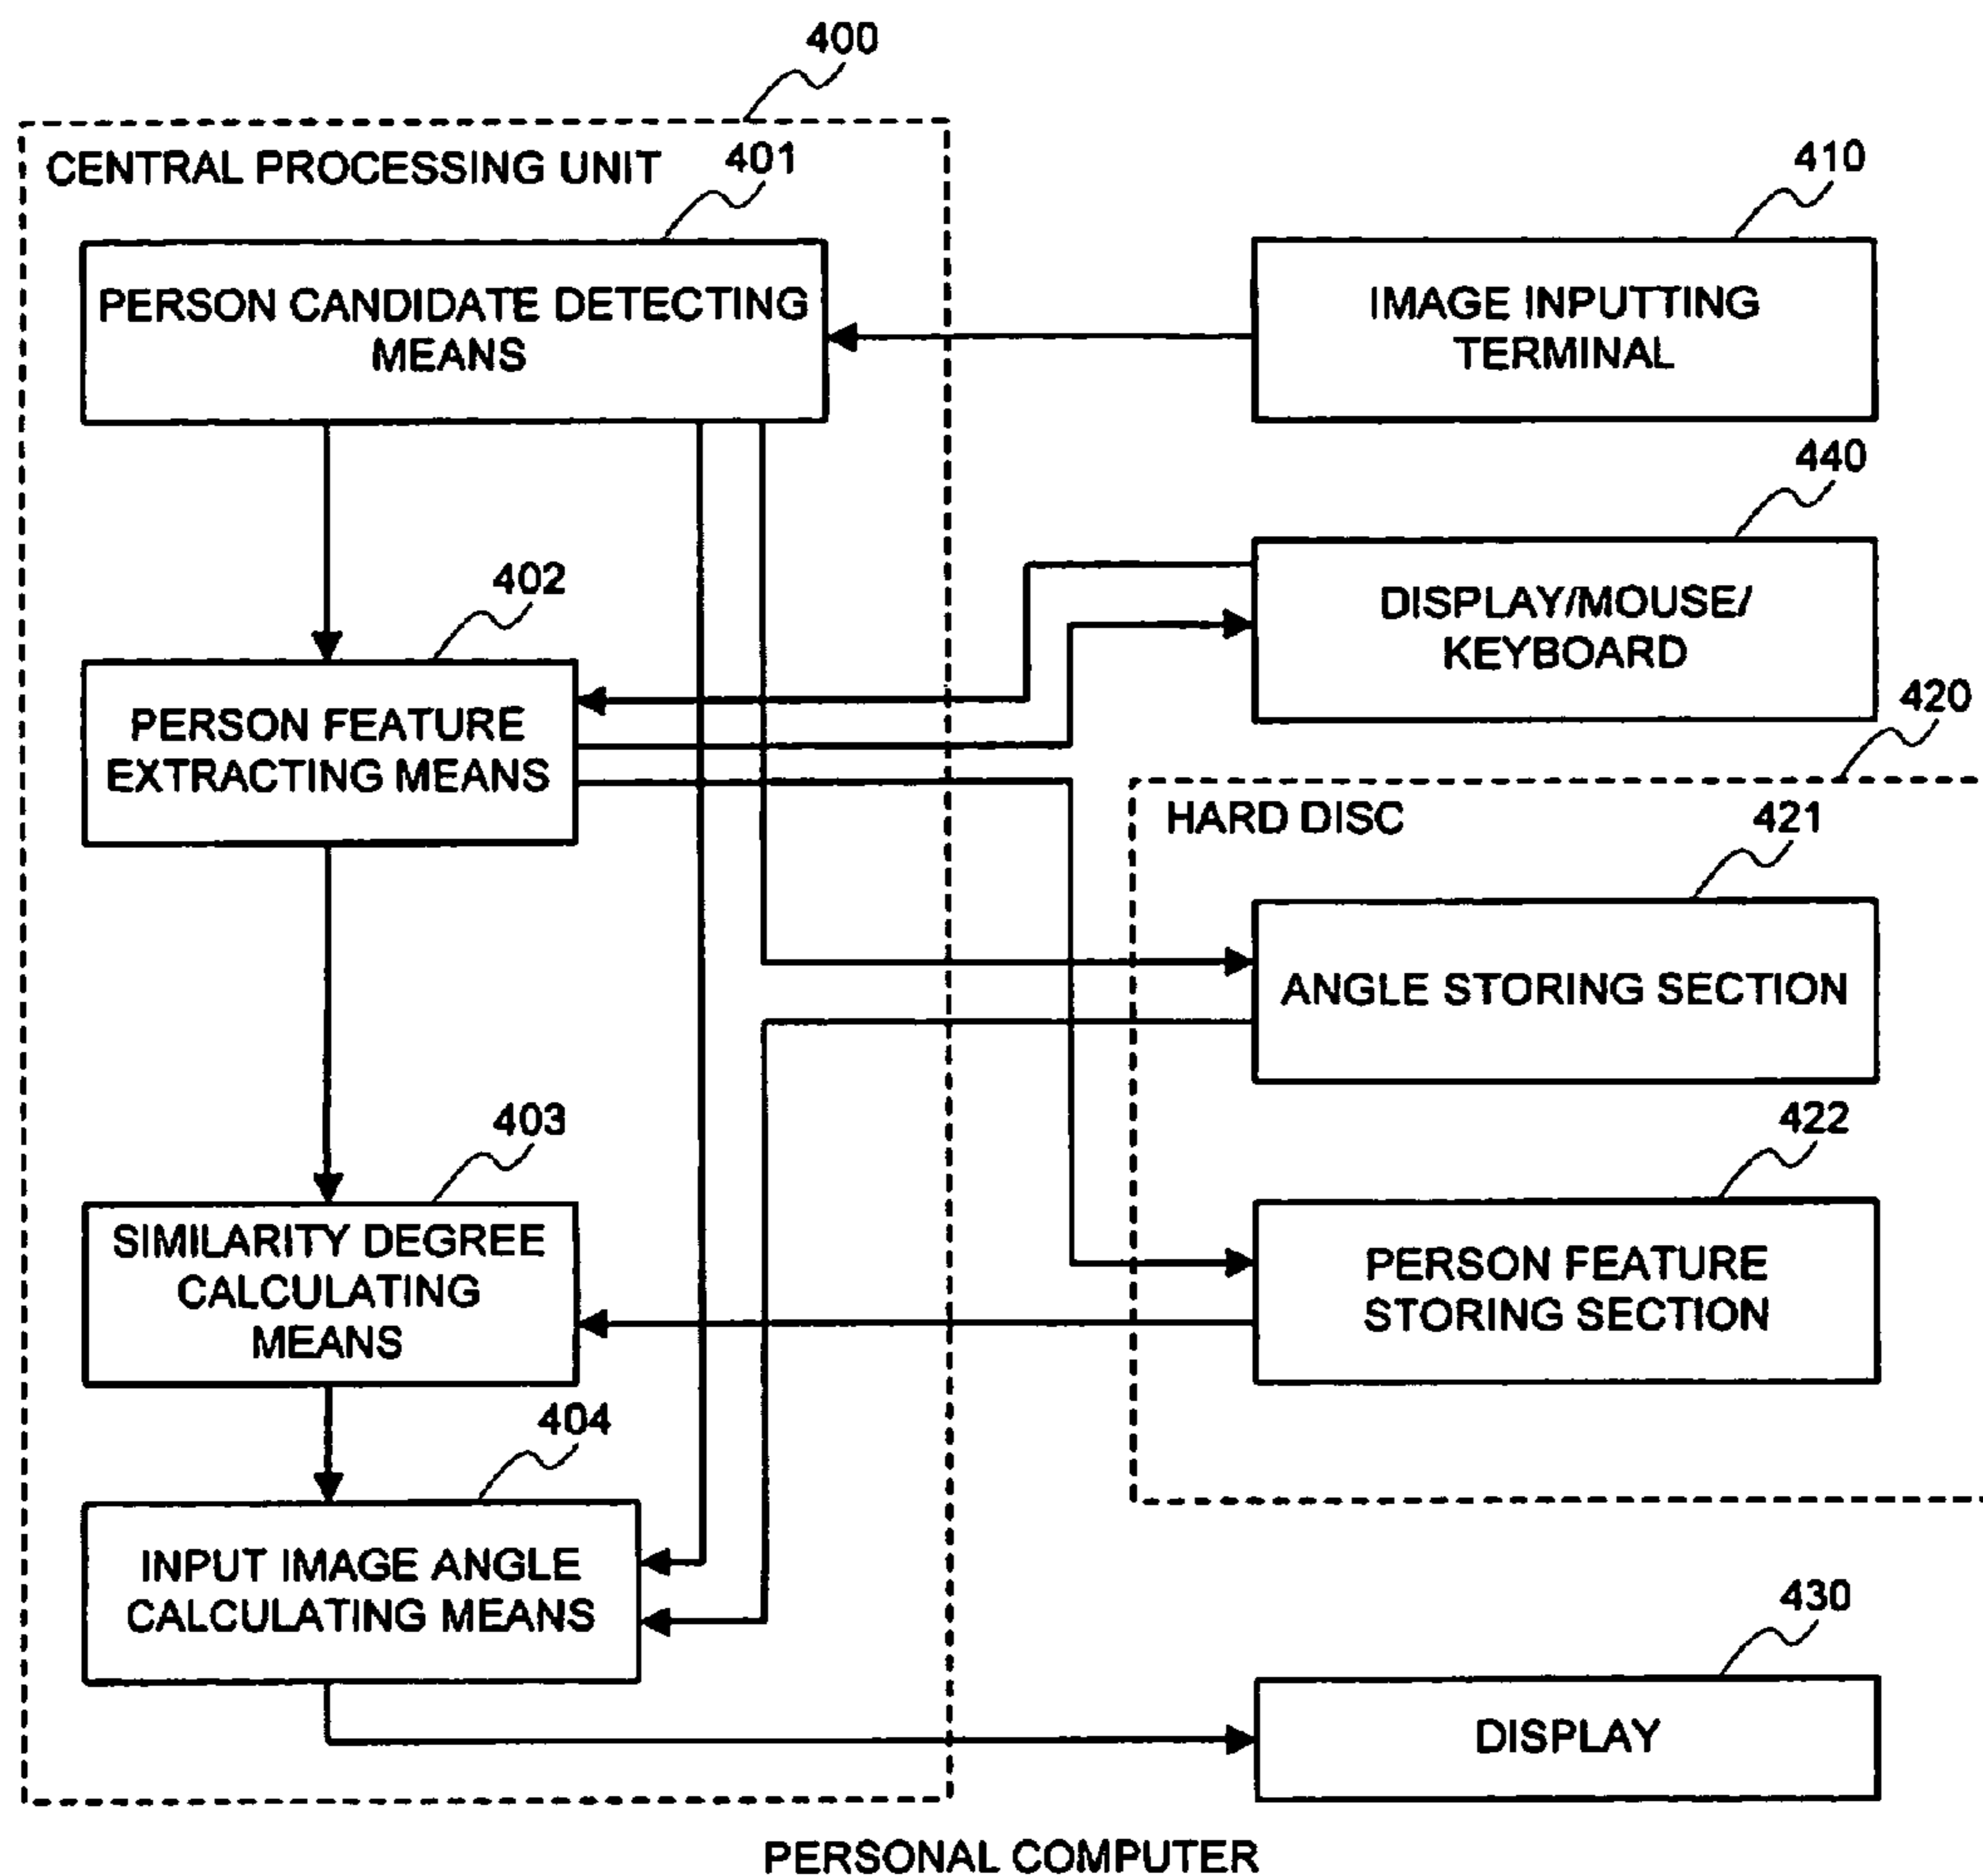 400
CENTRAL PROCESSING UNIT
401
410
PERSON CANDIDATE DETECTING
MEANS
IMAGE INPUTTING
TERMINAL
440
402
DISPLAY/MOUSE/
KEYBOARD
420
PERSON FEATURE
EXTRACTING MEANS
HARD DISC
421
ANGLE STORING SECTION
403
422
SIMILARITY DEGREE
CALCULATING
MEANS
PERSON FEATURE
STORING SECTION
404
INPUT IMAGE ANGLE
CALCULATING MEANS
430
DISPLAY
PERSONAL COMPUTER